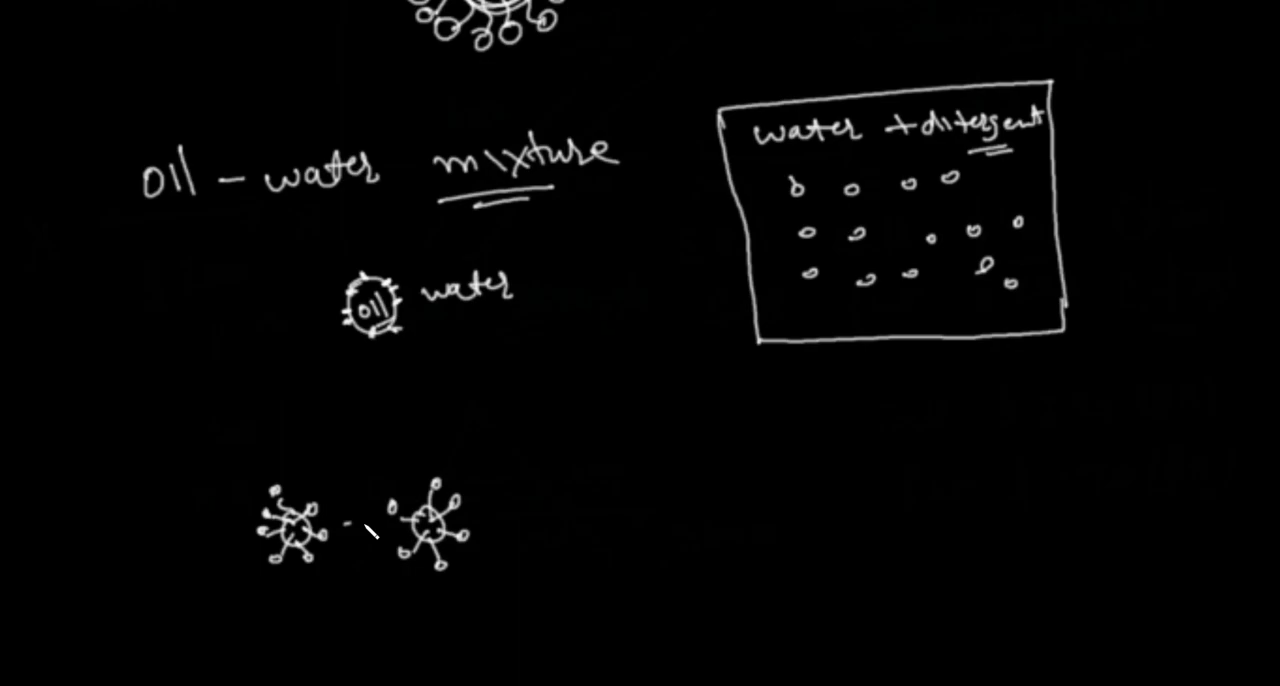 oil - water mixture
water + ditergent
oil water